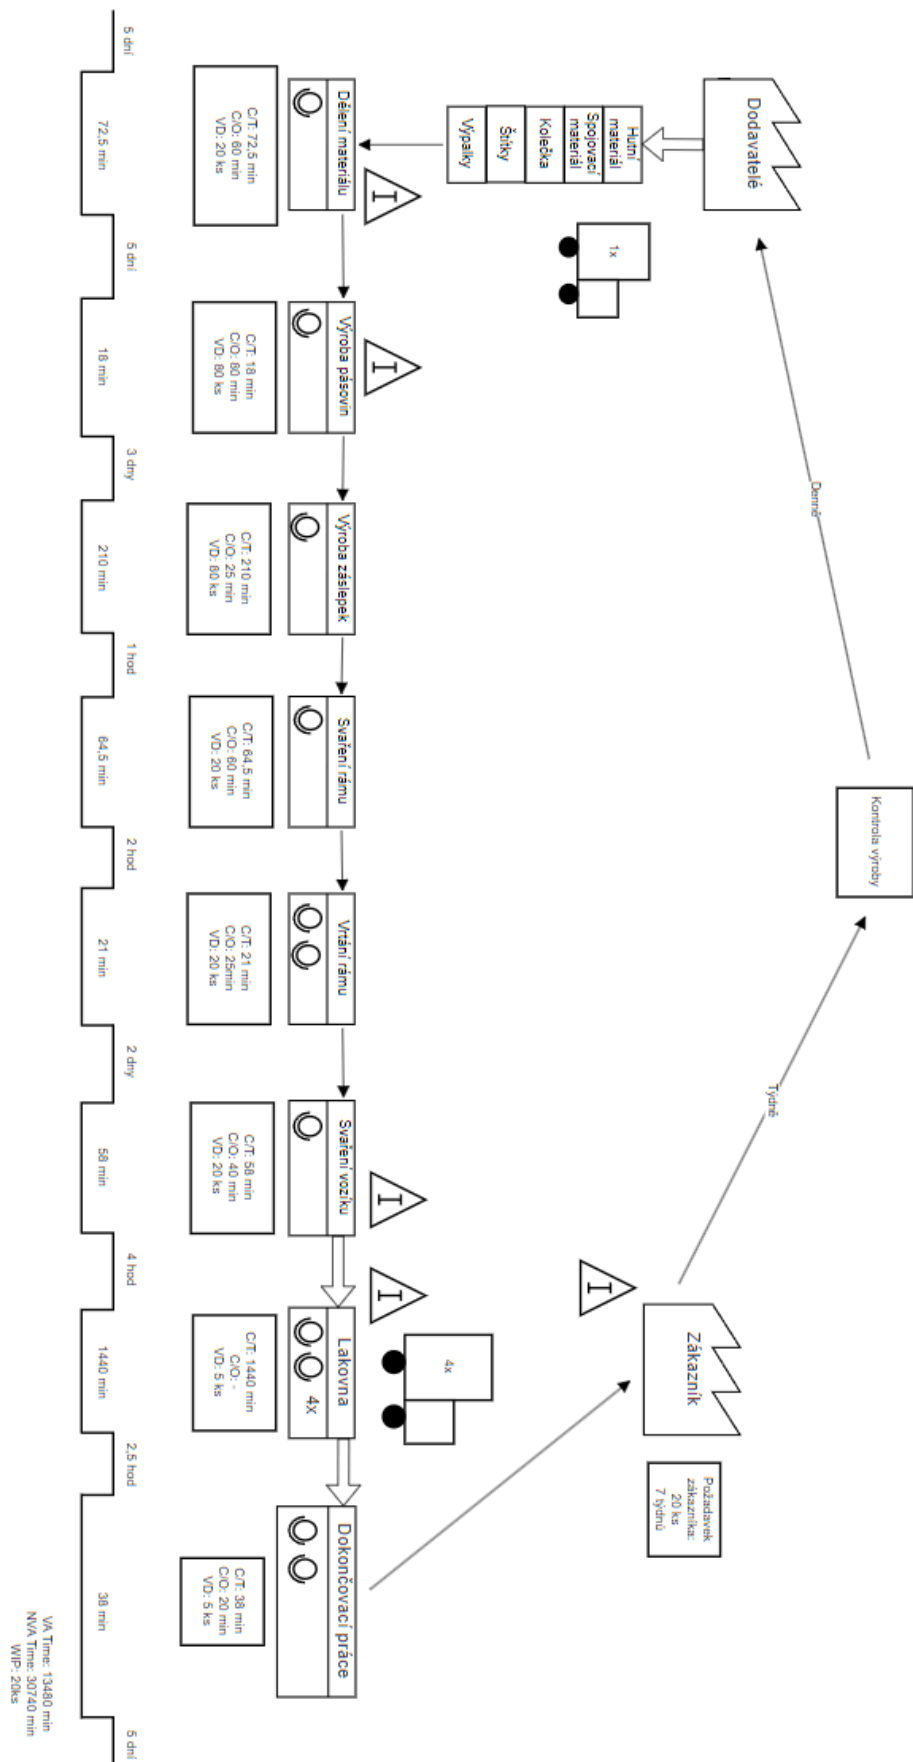 Kontrola výroby
Denně
Týdně
Dodavatelé
Zákazník
Požadavek
zákazníka:
20 ks
7 týdnů
Hutní
materiál
Spojovací
materiál
Kolečka
Štítky
Výpalky
1x
4x
I
I
I
I
I
Dělení materiálu
Výroba pásovin
Výroba záslepek
Svaření rámu
Vrtání rámu
Svaření vozíku
Lakovna
4x
Dokončovací práce
C/T: 72,5 min
C/O: 60 min
VD: 20 ks
C/T: 18 min
C/O: 80 min
VD: 80 ks
C/T: 210 min
C/O: 25 min
VD: 80 ks
C/T: 64,5 min
C/O: 60 min
VD: 20 ks
C/T: 21 min
C/O: 25min
VD: 20 ks
C/T: 58 min
C/O: 40 min
VD: 20 ks
C/T: 1440 min
C/O: -
VD: 5 ks
C/T: 38 min
C/O: 20 min
VD: 5 ks
5 dní
72,5 min
5 dní
18 min
3 dny
210 min
1 hod
64,5 min
2 hod
21 min
2 dny
58 min
4 hod
1440 min
2,5 hod
38 min
5 dní
VA Time: 13480 min
NVA Time: 30740 min
WIP: 20ks